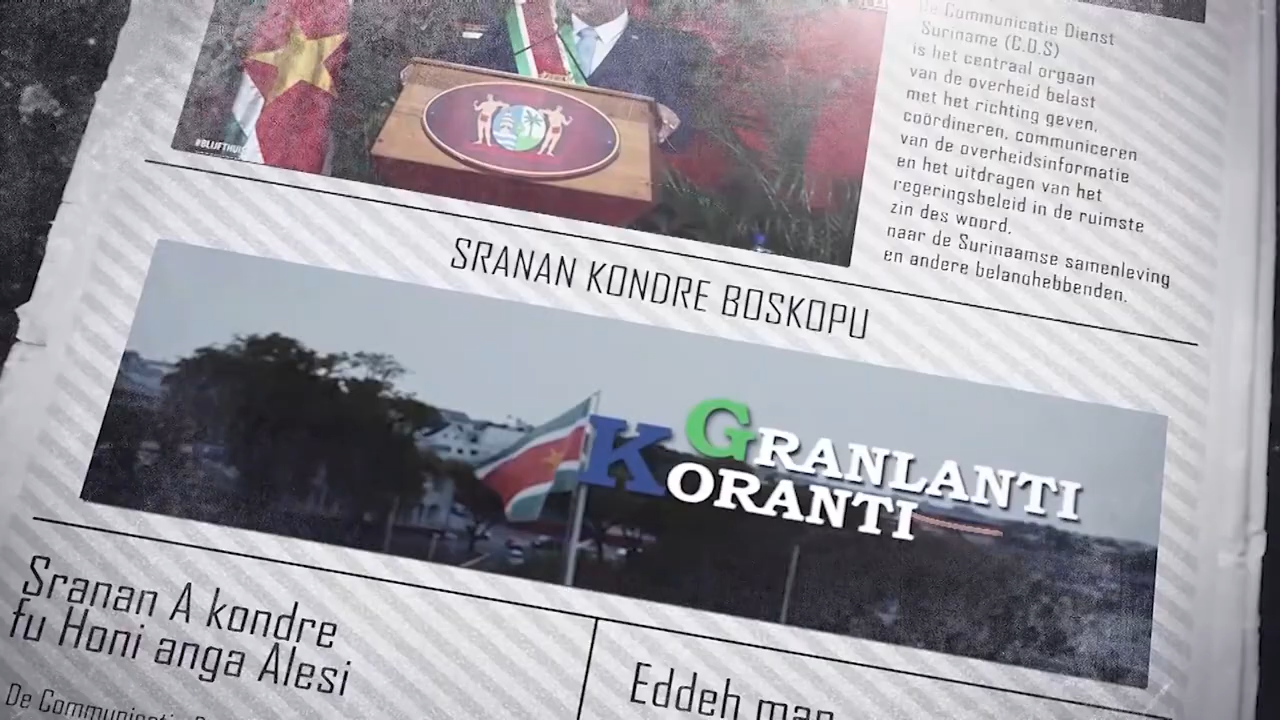 #BLIJFTHUIS
De Communicatie Dienst
Suriname (C.D.S)
is het centraal orgaan
van de overheid belast
met het richting geven,
coördineren, communiceren
van de overheidsinformatie
en het uitdragen van het
regeringsbeleid in de ruimste
zin des woord,
naar de Surinaamse samenleving
en andere belanghebbenden.
SRANAN KONDRE BOSKOPU
GRANLANTI
KORANTI
Sranan A kondre
fu Honi anga Alesi
De Communicatie
Eddeh man